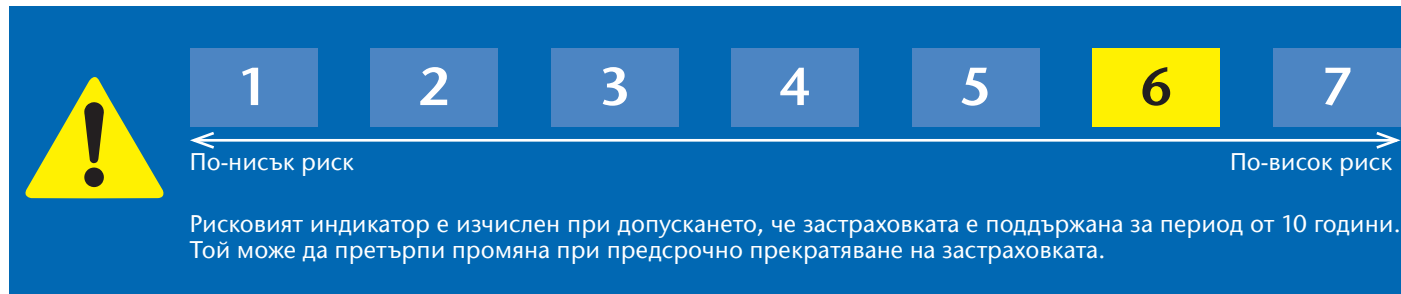 1 2 3 4 5 6 7
По-нисък риск По-висок риск
Рисковият индикатор е изчислен при допускането, че застраховката е поддържана за период от 10 години.
Той може да претърпи промяна при предсрочно прекратяване на застраховката.